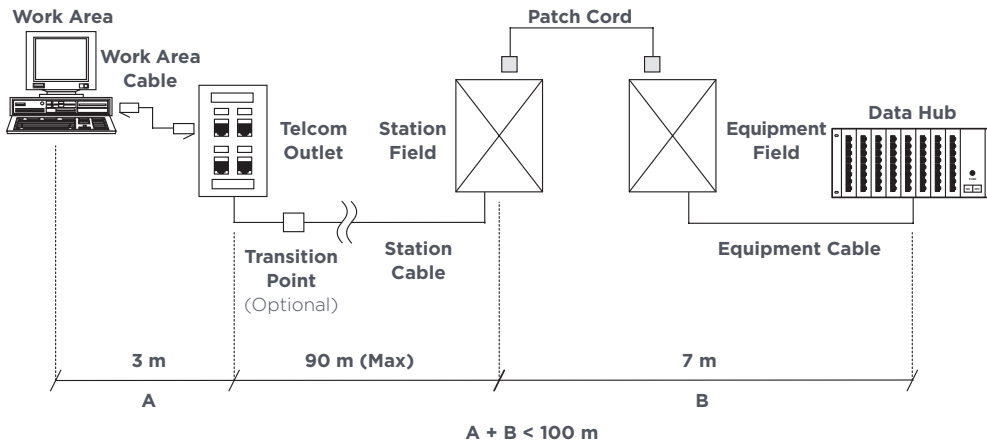 Work Area
Work Area
Cable
Telcom
Outlet
Transition
Point
(Optional)
Station
Cable
Station
Field
Patch Cord
Equipment
Field
Data Hub
Equipment Cable
3 m
90 m (Max)
7 m
A
B
A + B < 100 m